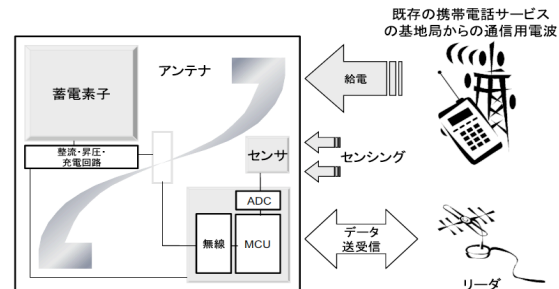 既存の携帯電話サービス
の基地局からの通信用電波
アンテナ
蓄電素子
給電
整流・昇圧・
充電回路
センサ
センシング
ADC
無線
MCU
データ
送受信
リーダ